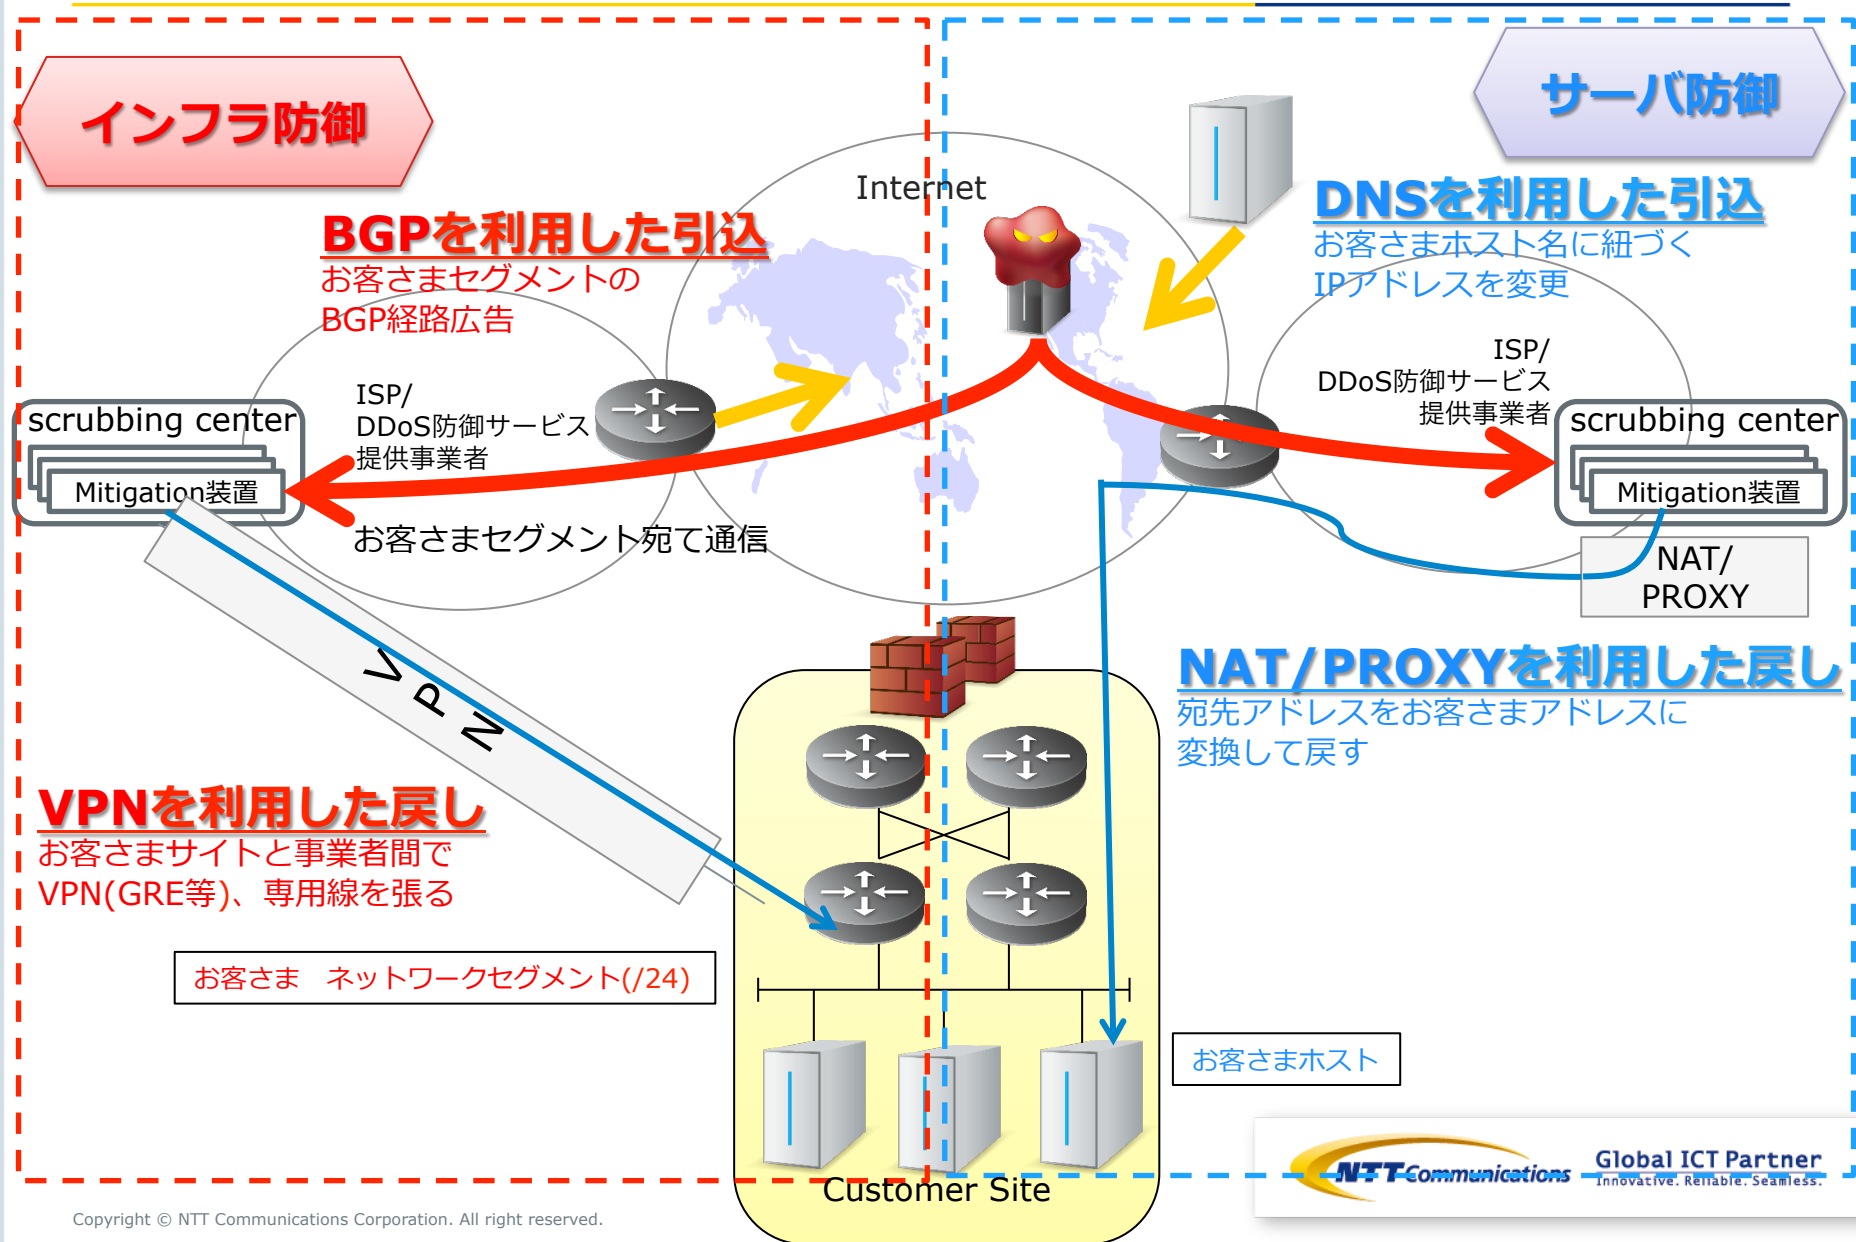 インフラ防御
サーバ防御
Internet
BGPを利用した引込
お客さまセグメントの
BGP経路広告
DNSを利用した引込
お客さまホスト名に紐づく
IPアドレスを変更
ISP/
DDoS防御サービス
提供事業者
ISP/
DDoS防御サービス
提供事業者
scrubbing center
Mitigation装置
scrubbing center
Mitigation装置
お客さまセグメント宛て通信
NAT/
PROXY
VPN
NAT/PROXYを利用した戻し
宛先アドレスをお客さまアドレスに
変換して戻す
VPNを利用した戻し
お客さまサイトと事業者間で
VPN(GRE等)、専用線を張る
お客さま　ネットワークセグメント(/24)
お客さまホスト
Customer Site
NTT Communications
Global ICT Partner
Innovative. Reliable. Seamless.
Copyright © NTT Communications Corporation. All right reserved.